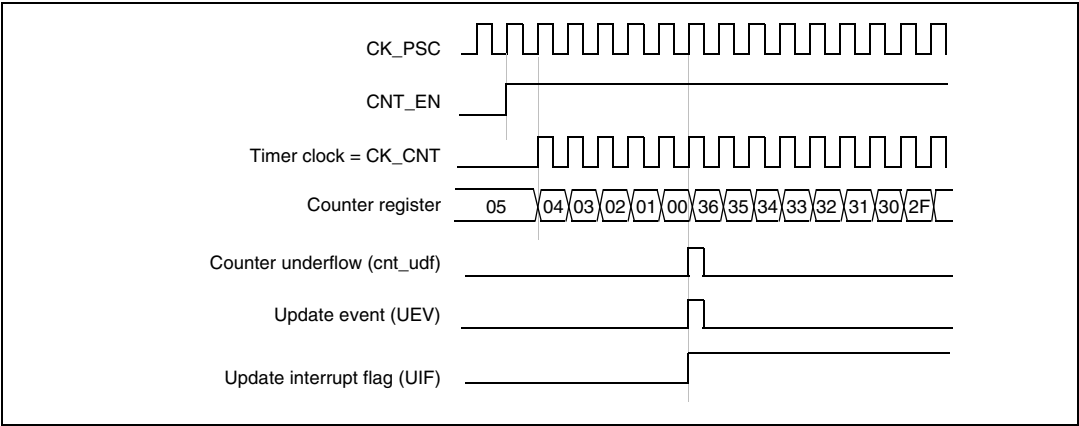 CK_PSC
CNT_EN
Timer clock = CK_CNT
Counter register 05 04 03 02 01 00 36 35 34 33 32 31 30 2F
Counter underflow (cnt_udf)
Update event (UEV)
Update interrupt flag (UIF)